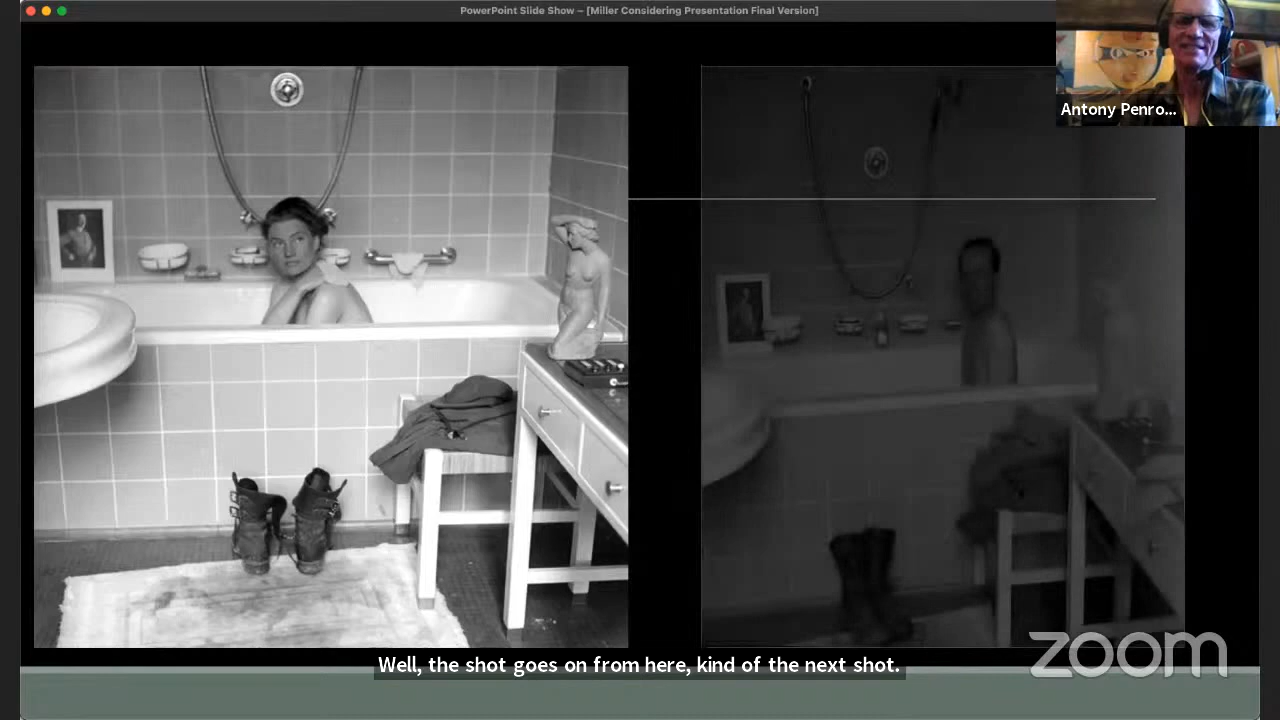 PowerPoint Slide Show – [Miller Considering Presentation Final Version]
Antony Penro...
Well, the shot goes on from here, kind of the next shot.
zoom